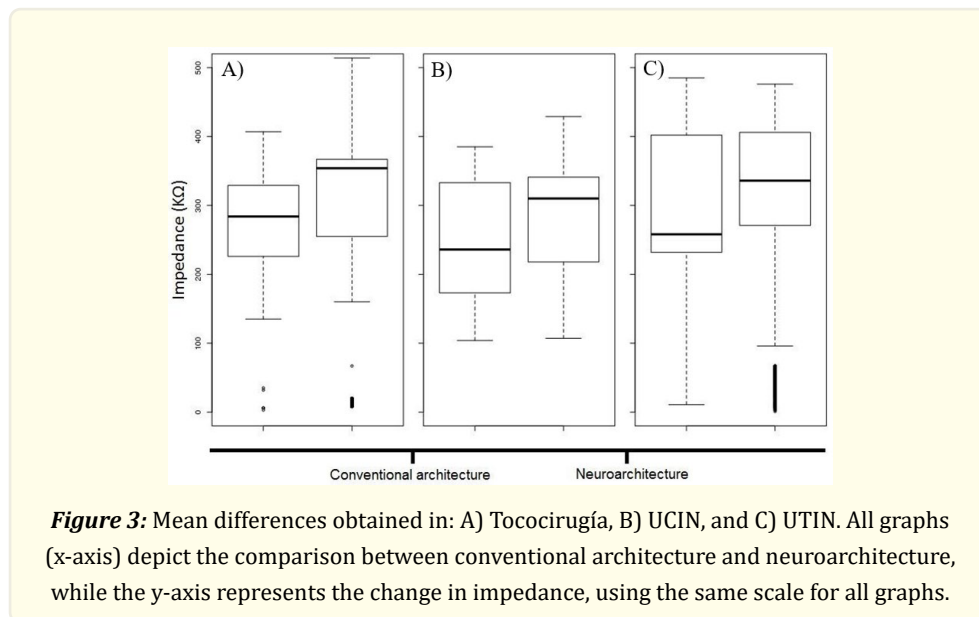 A)
B)
C)
500
400
300
200
100
0
Impedance (KΩ)
Conventional architecture
Neuroarchitecture
Figure 3: Mean differences obtained in: A) Tococirugía, B) UCIN, and C) UTIN. All graphs
(x-axis) depict the comparison between conventional architecture and neuroarchitecture,
while the y-axis represents the change in impedance, using the same scale for all graphs.